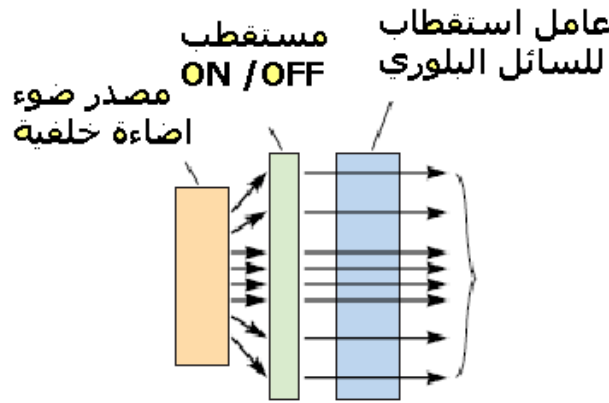 عامل استقطاب
للسائل البلوري
مستقطب
ON / OFF
مصدر ضوء
اضاءة خلفية